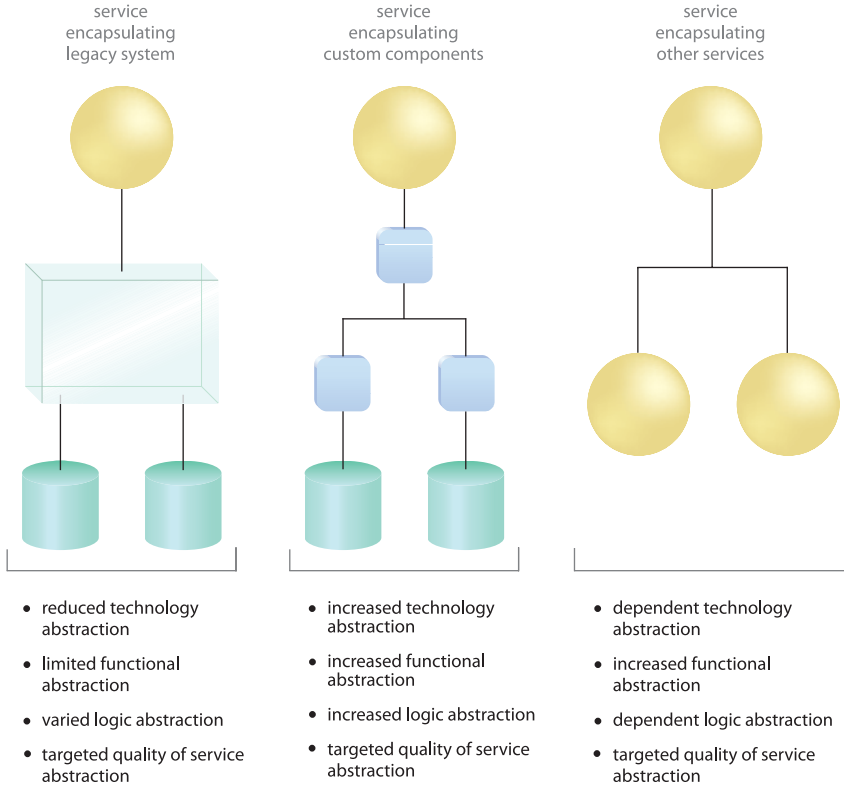 service
encapsulating
legacy system
service
encapsulating
custom components
service
encapsulating
other services
• reduced technology
abstraction
• limited functional
abstraction
• varied logic abstraction
• targeted quality of service
abstraction
• increased technology
abstraction
• increased functional
abstraction
• increased logic abstraction
• targeted quality of service
abstraction
• dependent technology
abstraction
• increased functional
abstraction
• dependent logic abstraction
• targeted quality of service
abstraction